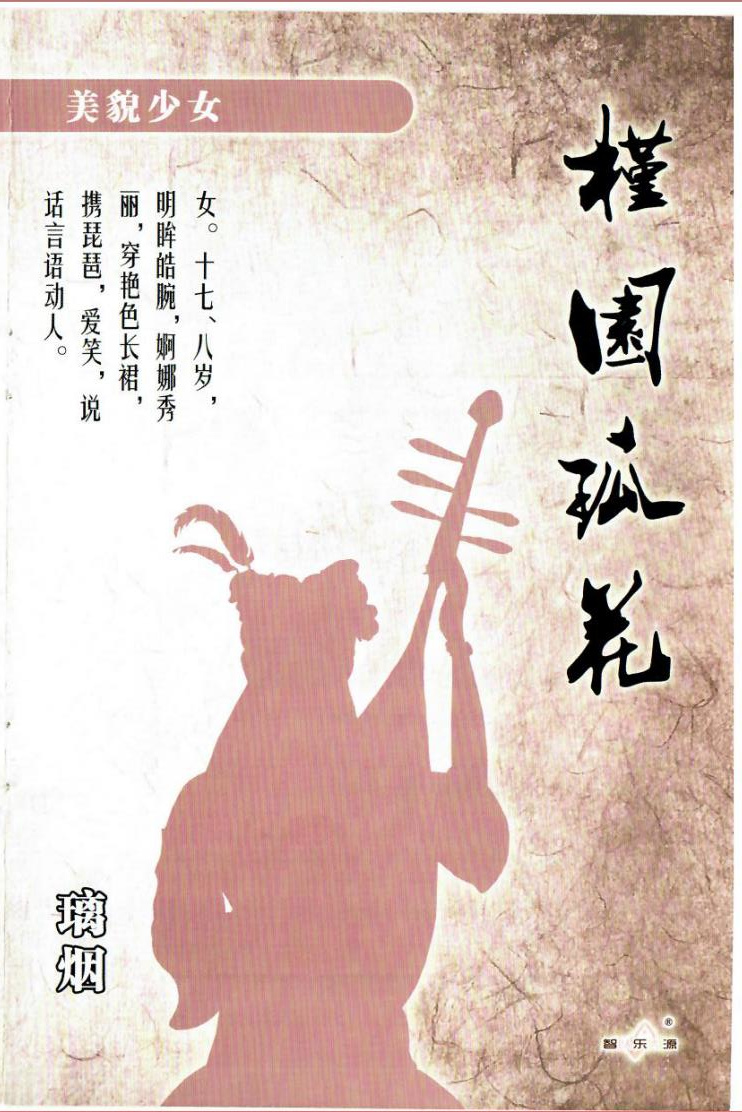 槿園孤花
美貌少女
女。十七、八岁，
明眸皓腕，婀娜秀
丽，穿艳色长裙，
携琵琶，爱笑，说
话言语动人。
璃烟
智乐源®